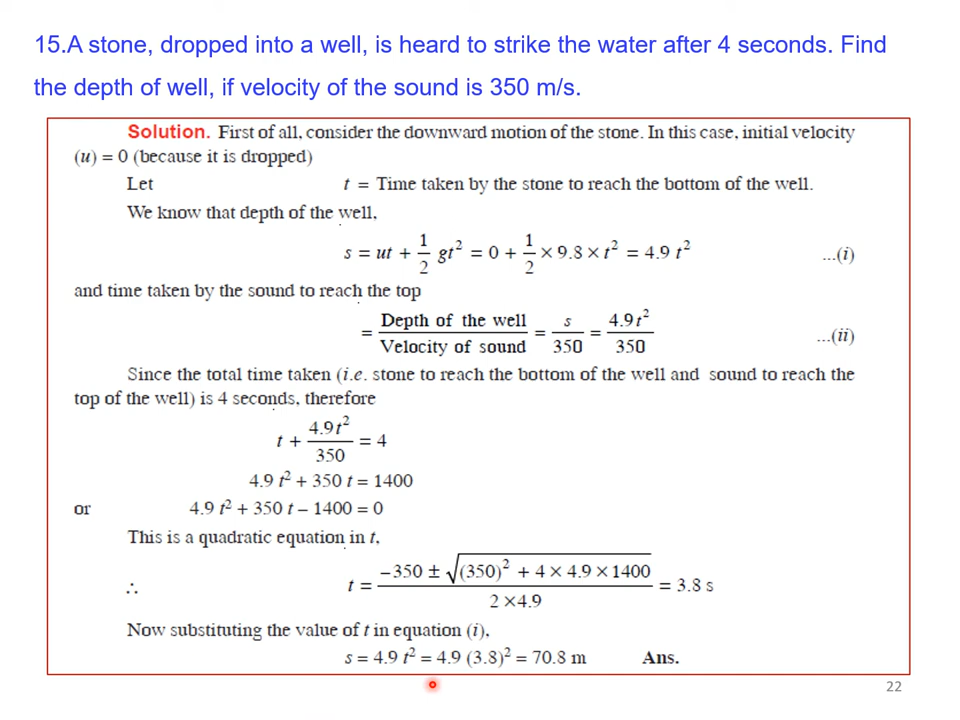 15.A stone, dropped into a well, is heard to strike the water after 4 seconds. Find
the depth of well, if velocity of the sound is 350 m/s.
Solution. First of all, consider the downward motion of the stone. In this case, initial velocity
(u) = 0 (because it is dropped)
Let t = Time taken by the stone to reach the bottom of the well.
We know that depth of the well,
s = ut + 1/2 gt² = 0 + 1/2 × 9.8 × t² = 4.9 t² ...(i)
and time taken by the sound to reach the top
= Depth of the well / Velocity of sound = s/350 = 4.9t²/350 ...(ii)
Since the total time taken (i.e. stone to reach the bottom of the well and sound to reach the
top of the well) is 4 seconds, therefore
t + 4.9t²/350 = 4
4.9 t² + 350 t = 1400
or 4.9 t² + 350 t – 1400 = 0
This is a quadratic equation in t,
∴ t = (–350 ± √((350)² + 4 × 4.9 × 1400)) / (2 ×4.9) = 3.8 s
Now substituting the value of t in equation (i),
s = 4.9 t² = 4.9 (3.8)² = 70.8 m Ans.
22